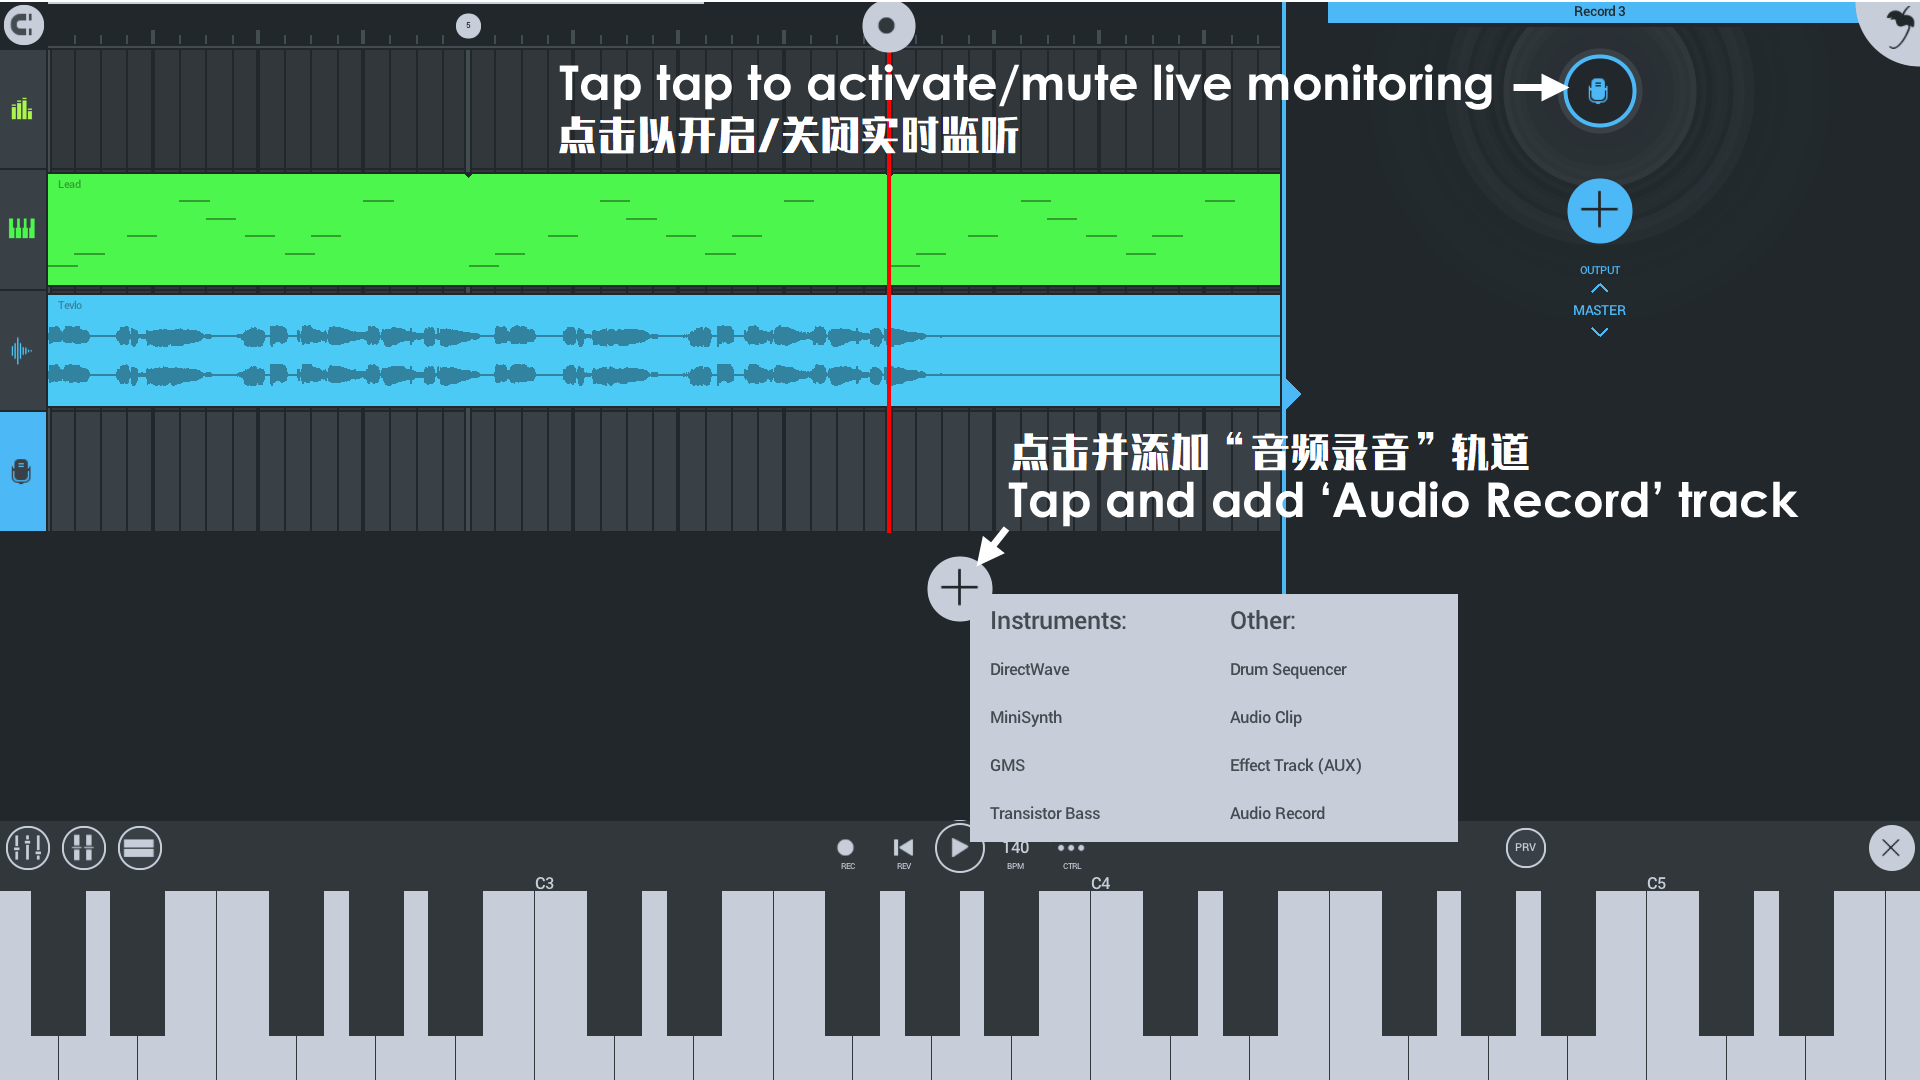 Record 3
5
Tap tap to activate/mute live monitoring
点击以开启/关闭实时监听
Lead
OUTPUT
MASTER
Tevlo
点击并添加“音频录音”轨道
Tap and add ‘Audio Record’ track
Instruments:
Other:
DirectWave
Drum Sequencer
MiniSynth
Audio Clip
GMS
Effect Track (AUX)
Transistor Bass
Audio Record
140
PRV
REC
REV
BPM
CTRL
C3
C4
C5